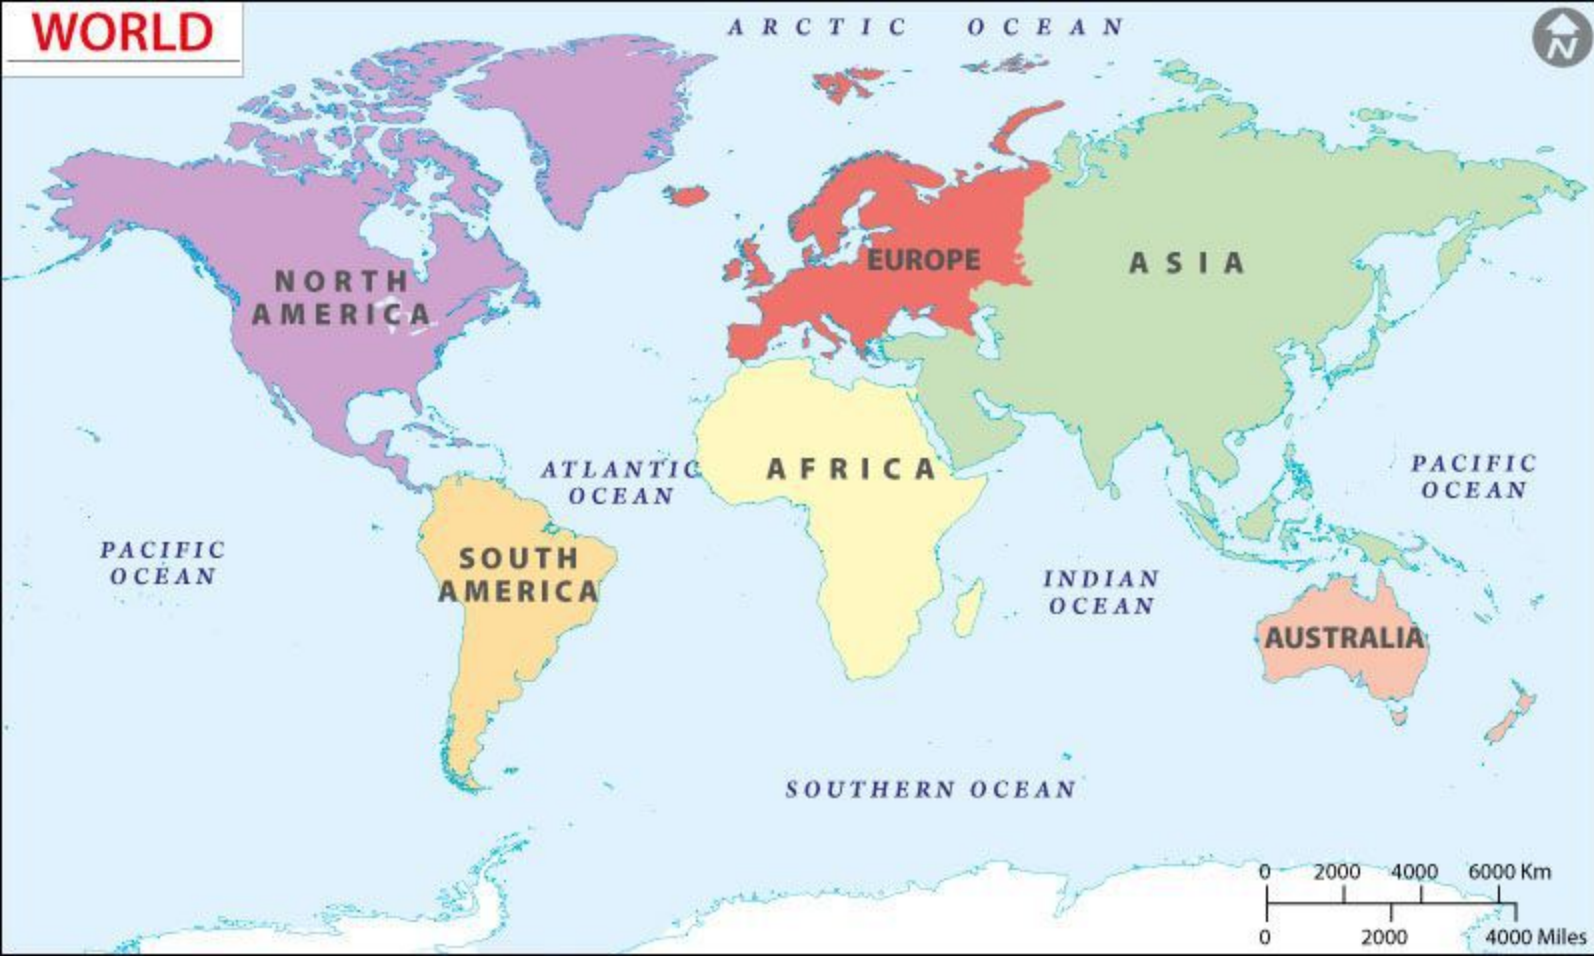 WORLD
ARCTIC OCEAN
N
NORTH
AMERICA
EUROPE
ASIA
ATLANTIC
OCEAN
AFRICA
PACIFIC
OCEAN
PACIFIC
OCEAN
SOUTH
AMERICA
INDIAN
OCEAN
AUSTRALIA
SOUTHERN OCEAN
0 2000 4000 6000 Km
0 2000 4000 Miles